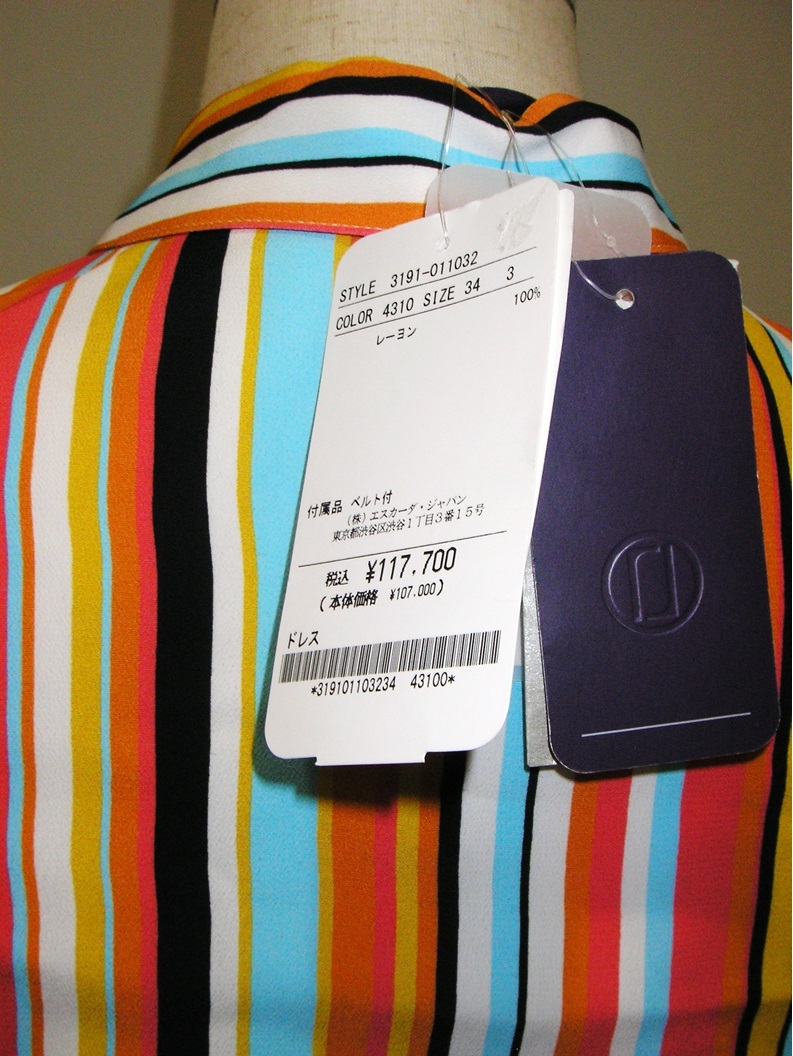 STYLE 3191-011032
COLOR 4310 SIZE 34 3
100%
レーヨン
付属品 ベルト付
(株)エスカーダ・ジャパン
東京都渋谷区渋谷1丁目3番15号
税込 ¥117,700
(本体価格 ¥107,000)
ドレス
*319101103234 43100*